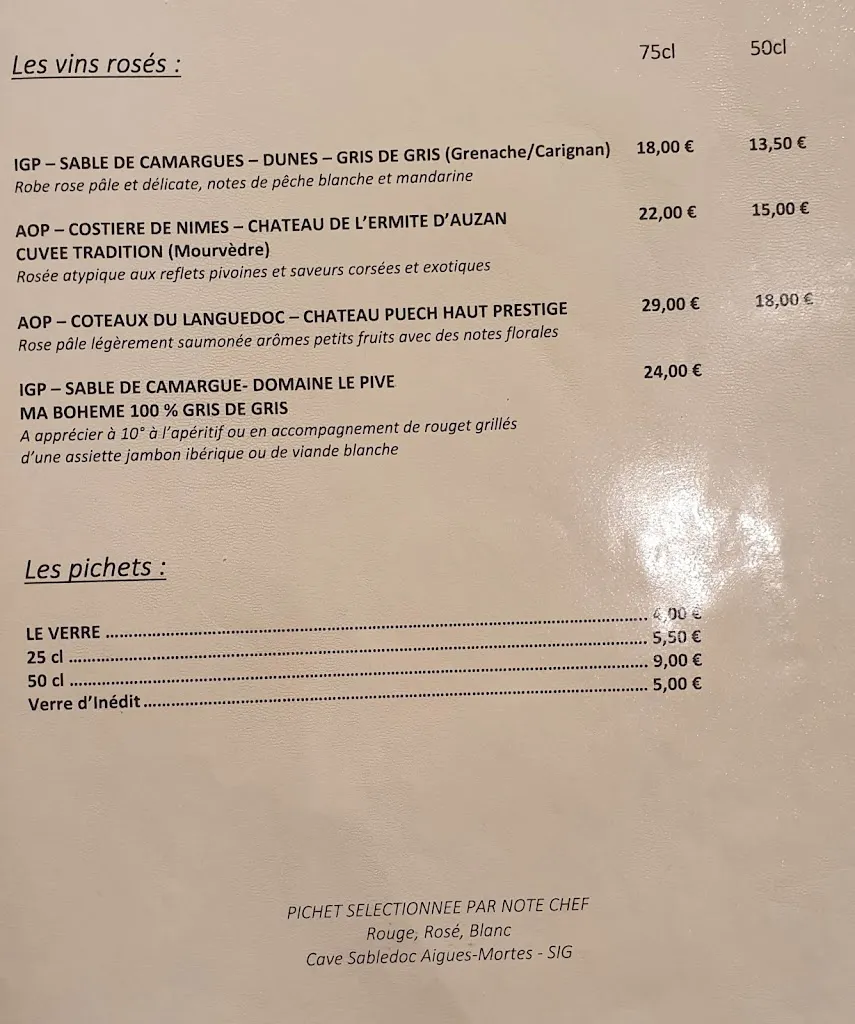 Les vins rosés : 75cl 50cl
IGP – SABLE DE CAMARGUES – DUNES – GRIS DE GRIS (Grenache/Carignan) 18,00 € 13,50 €
Robe rose pâle et délicate, notes de pêche blanche et mandarine
AOP – COSTIERE DE NIMES – CHATEAU DE L'ERMITE D'AUZAN 22,00 € 15,00 €
CUVEE TRADITION (Mourvèdre)
Rosée atypique aux reflets pivoines et saveurs corsées et exotiques
AOP – COTEAUX DU LANGUEDOC – CHATEAU PUECH HAUT PRESTIGE 29,00 € 18,00 €
Rose pâle légèrement saumonée arômes petits fruits avec des notes florales
IGP – SABLE DE CAMARGUE- DOMAINE LE PIVE 24,00 €
MA BOHEME 100 % GRIS DE GRIS
A apprécier à 10° à l'apéritif ou en accompagnement de rouget grillés
d'une assiette jambon ibérique ou de viande blanche
Les pichets :
LE VERRE 4,00 €
25 cl 5,50 €
50 cl 9,00 €
Verre d'Inédit 5,00 €
PICHET SELECTIONNEE PAR NOTE CHEF
Rouge, Rosé, Blanc
Cave Sabledoc Aigues-Mortes - SIG